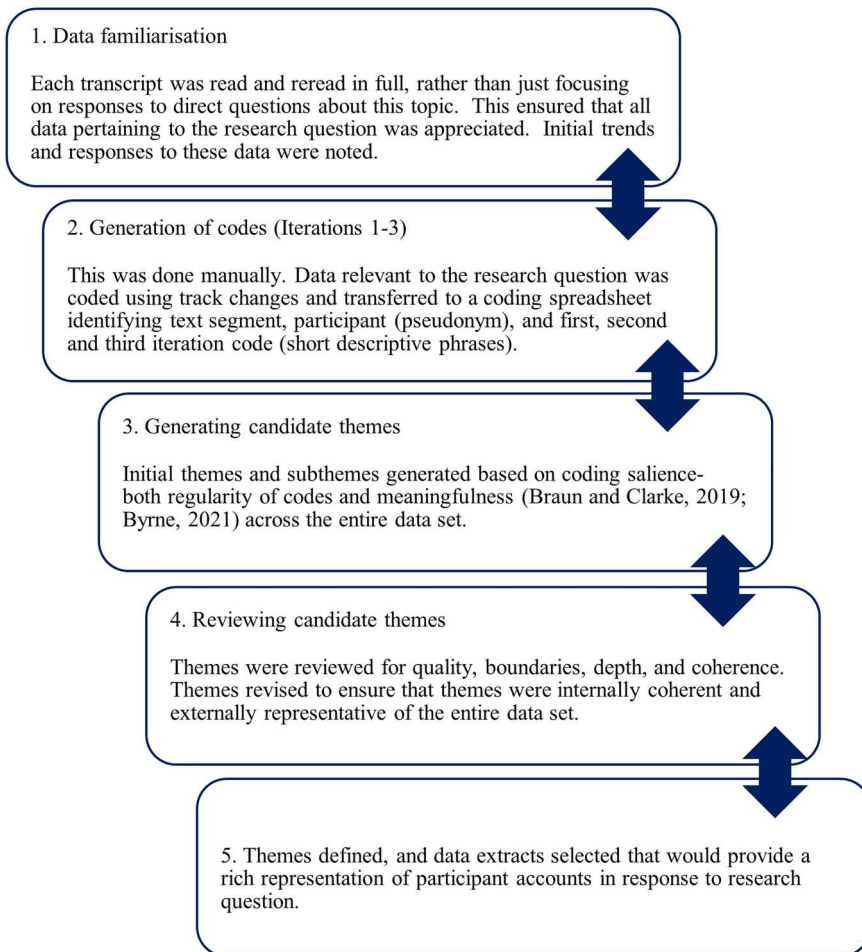 1. Data familiarisation
Each transcript was read and reread in full, rather than just focusing
on responses to direct questions about this topic.  This ensured that all
data pertaining to the research question was appreciated.  Initial trends
and responses to these data were noted.
2. Generation of codes (Iterations 1-3)
This was done manually. Data relevant to the research question was
coded using track changes and transferred to a coding spreadsheet
identifying text segment, participant (pseudonym), and first, second
and third iteration code (short descriptive phrases).
3. Generating candidate themes
Initial themes and subthemes generated based on coding salience-
both regularity of codes and meaningfulness (Braun and Clarke, 2019;
Byrne, 2021) across the entire data set.
4. Reviewing candidate themes
Themes were reviewed for quality, boundaries, depth, and coherence.
Themes revised to ensure that themes were internally coherent and
externally representative of the entire data set.
5. Themes defined, and data extracts selected that would provide a
rich representation of participant accounts in response to research
question.